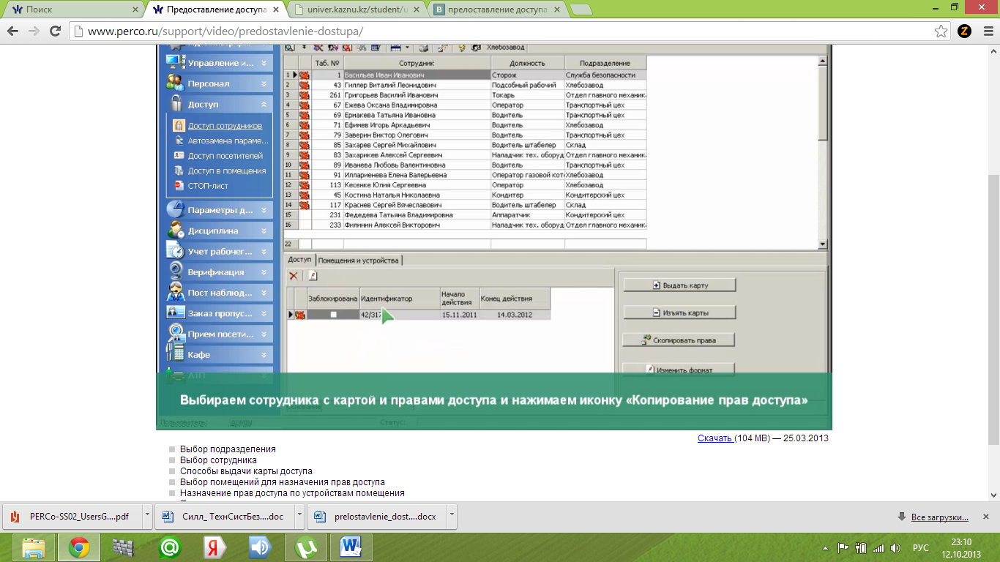 Поиск
Предоставление доступа
univer.kaznu.kz/student/u
прелоставление доступа
www.perco.ru/support/video/predostavlenie-dostupa/
Хлебозавод
Управление и...
Персонал
Доступ
Доступ сотрудников
Автозамена параме...
Доступ посетителей
Доступ в помещения
СТОП-лист
Параметры д...
Дисциплина
Учет рабочег...
Верификация
Пост наблюд...
Заказ пропус...
Прием посети...
Кафе
АТП
Таб. № Сотрудник Должность Подразделение
1 1 Васильев Иван Иванович Сторож Служба безопасности
2 43 Гиллер Виталий Леонидович Подсобный рабочий Хлебозавод
3 261 Григорьев Василий Иванович Токарь Отдел главного механик
4 67 Ежева Оксана Владимировна Оператор Транспортный цех
5 69 Ермакева Татьяна Ивановна Водитель Транспортный цех
6 71 Ефимев Игорь Аркадьевич Водитель Хлебозавод
7 79 Заверин Виктор Олегович Водитель Транспортный цех
8 85 Захарев Сергей Михайлович Водитель штабелер Склад
9 83 Захарикев Алексей Сергеевич Наладчик тех. оборуд Отдел главного механик
10 89 Иванева Любовь Валентиновна Водитель Транспортный цех
11 91 Иллариенева Елена Валерьевна Оператор газовой кот Хлебозавод
12 113 Кесенке Юлия Сергеевна Оператор Хлебозавод
13 45 Костина Наталья Николаевна Кондитер Кондитерский цех
14 117 Краснев Сергей Вячеславович Водитель штабелер Склад
15 231 Федедева Татьяна Владимировна Аппаратчик Кондитерский цех
16 233 Филинин Алексей Викторович Наладчик тех. оборуд Отдел главного механик
22
Доступ Помещения и устройства
Заблокирована Идентификатор Начало действия Конец действия
42/317 15.11.2011 14.03.2012
Выдать карту
Изъять карты
Скопировать права
Изменить формат
Выбираем сотрудника с картой и правами доступа и нажимаем иконку «Копирование прав доступа»
Пользователь: ADMIN Статус:
Скачать (104 MB) — 25.03.2013
Выбор подразделения
Выбор сотрудника
Способы выдачи карты доступа
Выбор помещений для назначения прав доступа
Назначение прав доступа по устройствам помещения
PERCo-SS02_UsersG....pdf
Силл_ ТехнСистБез....doc
prelostavlenie_dost....docx
Все загрузки...
РУС
23:10
12.10.2013